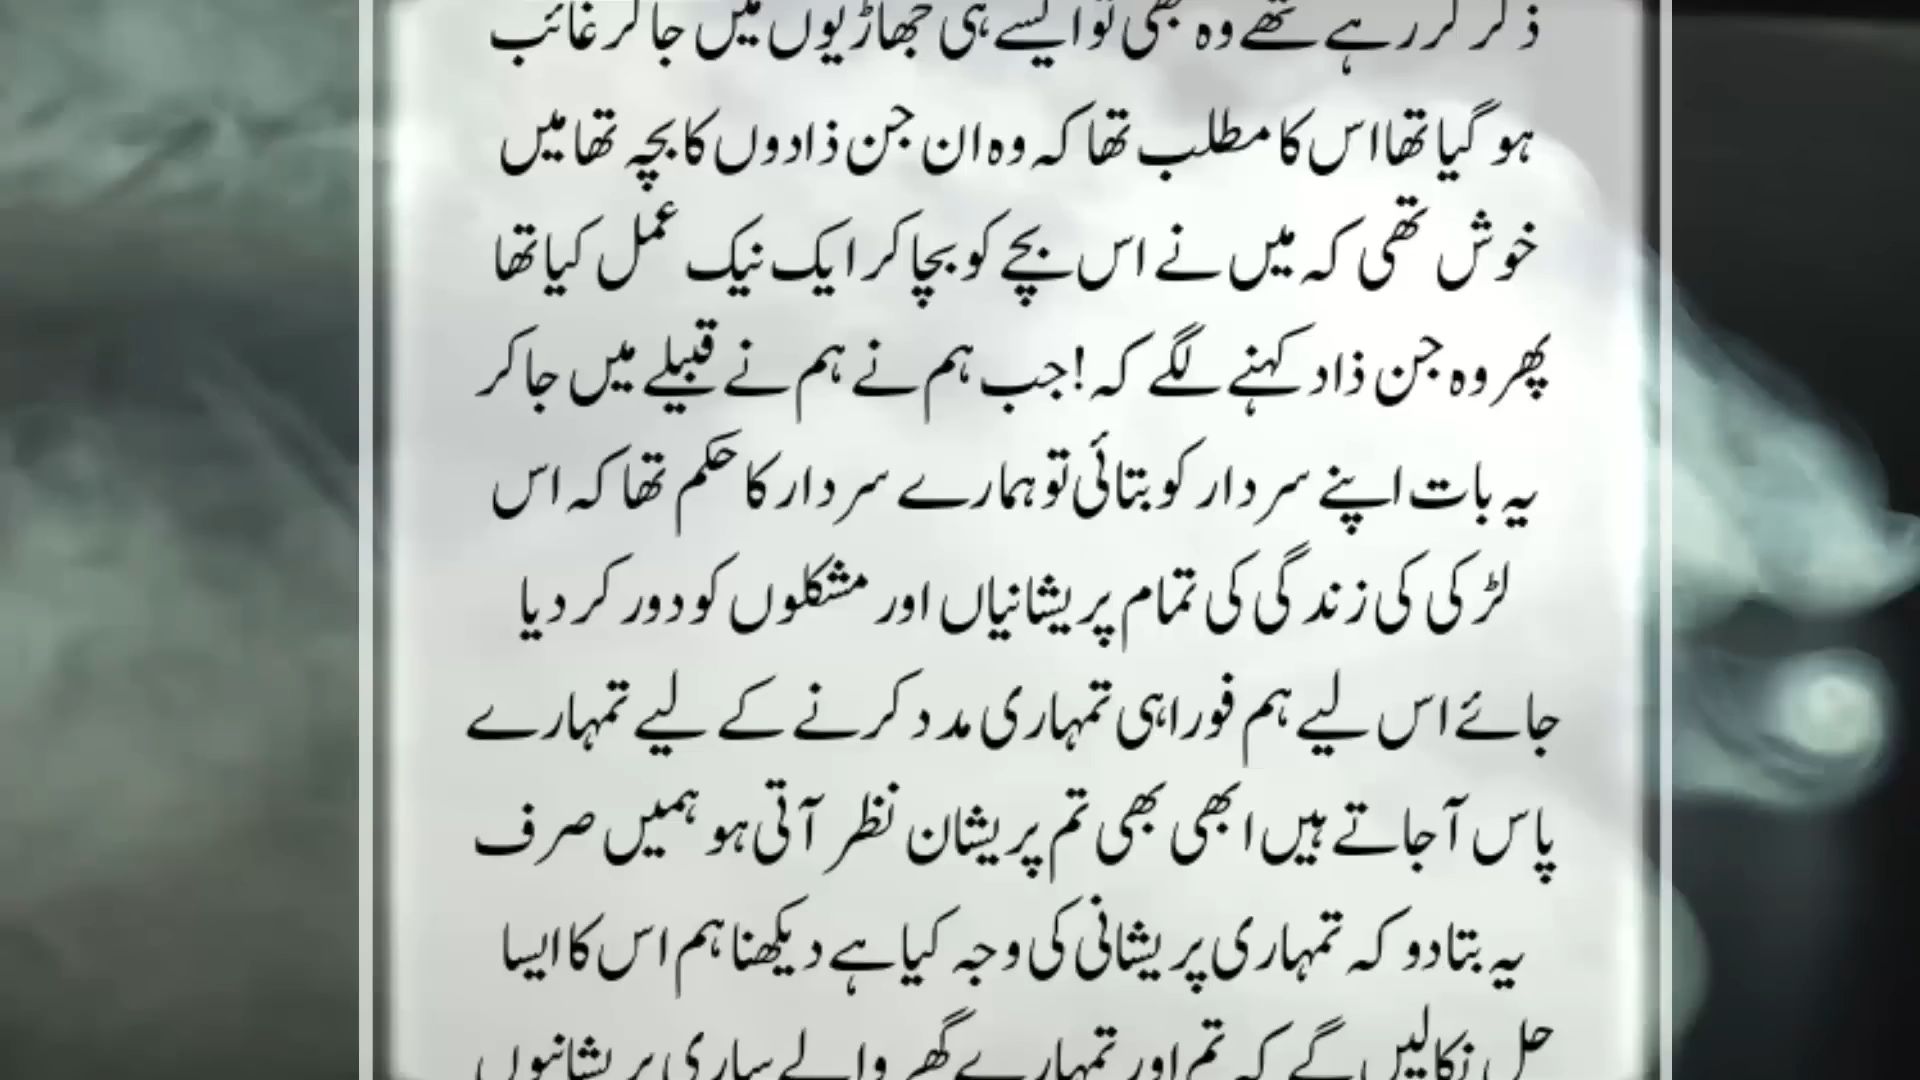 ذکر کر رہے تھے وہ بھی تو ایسے ہی جھاڑیوں میں جا کر غائب
ہو گیا تھا اس کا مطلب تھا کہ وہ ان جن ذادوں کا بچہ تھا میں
خوش تھی کہ میں نے اس بچے کو بچا کر ایک نیک عمل کیا تھا
پھر وہ جن ذاد کہنے لگے کہ! جب ہم نے ہم نے قبیلے میں جا کر
یہ بات اپنے سردار کو بتائی تو ہمارے سردار کا حکم تھا کہ اس
لڑکی کی زندگی کی تمام پریشانیاں اور مشکلوں کو دور کر دیا
جائے اس لیے ہم فورا ہی تمہاری مدد کرنے کے لیے تمہارے
پاس آ جاتے ہیں ابھی بھی تم پریشان نظر آتی ہو ہمیں صرف
یہ بتا دو کہ تمہاری پریشانی کی وجہ کیا ہے دیکھنا ہم اس کا ایسا
حل نکالیں گے کہ تم اور تمہارے گھر والے ساری پریشانیوں